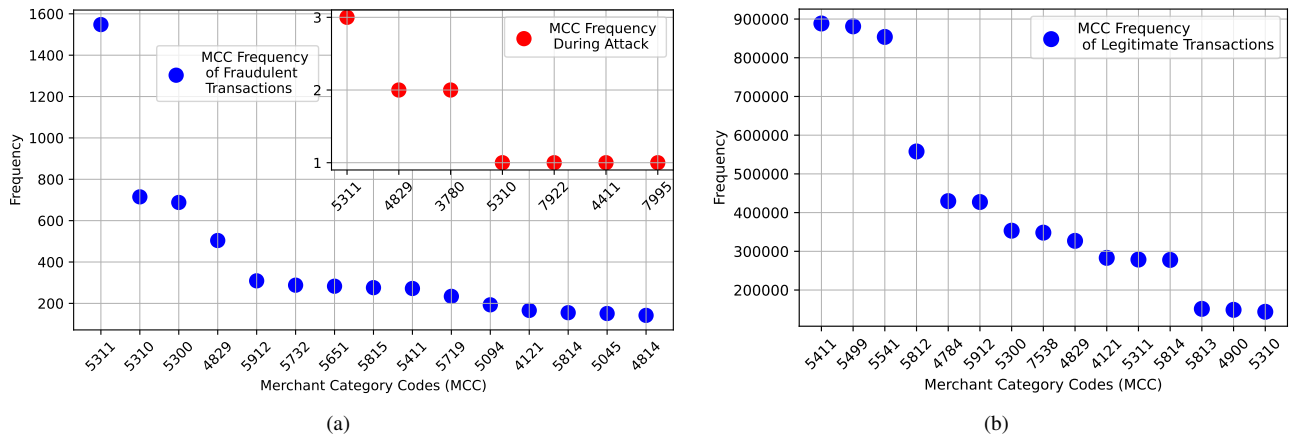 1600
1400
1200
1000
800
600
400
200
Frequency
MCC Frequency
of Fraudulent
Transactions
3
2
1
MCC Frequency
During Attack
5311 4829 3780 5310 7922 4411 7995
5311 5310 5300 4829 5912 5732 5651 5815 5411 5719 5094 4121 5814 5045 4814
Merchant Category Codes (MCC)
(a)
900000
800000
700000
600000
500000
400000
300000
200000
Frequency
MCC Frequency
of Legitimate Transactions
5411 5499 5541 5812 4784 5912 5300 7538 4829 4121 5311 5814 5813 4900 5310
Merchant Category Codes (MCC)
(b)